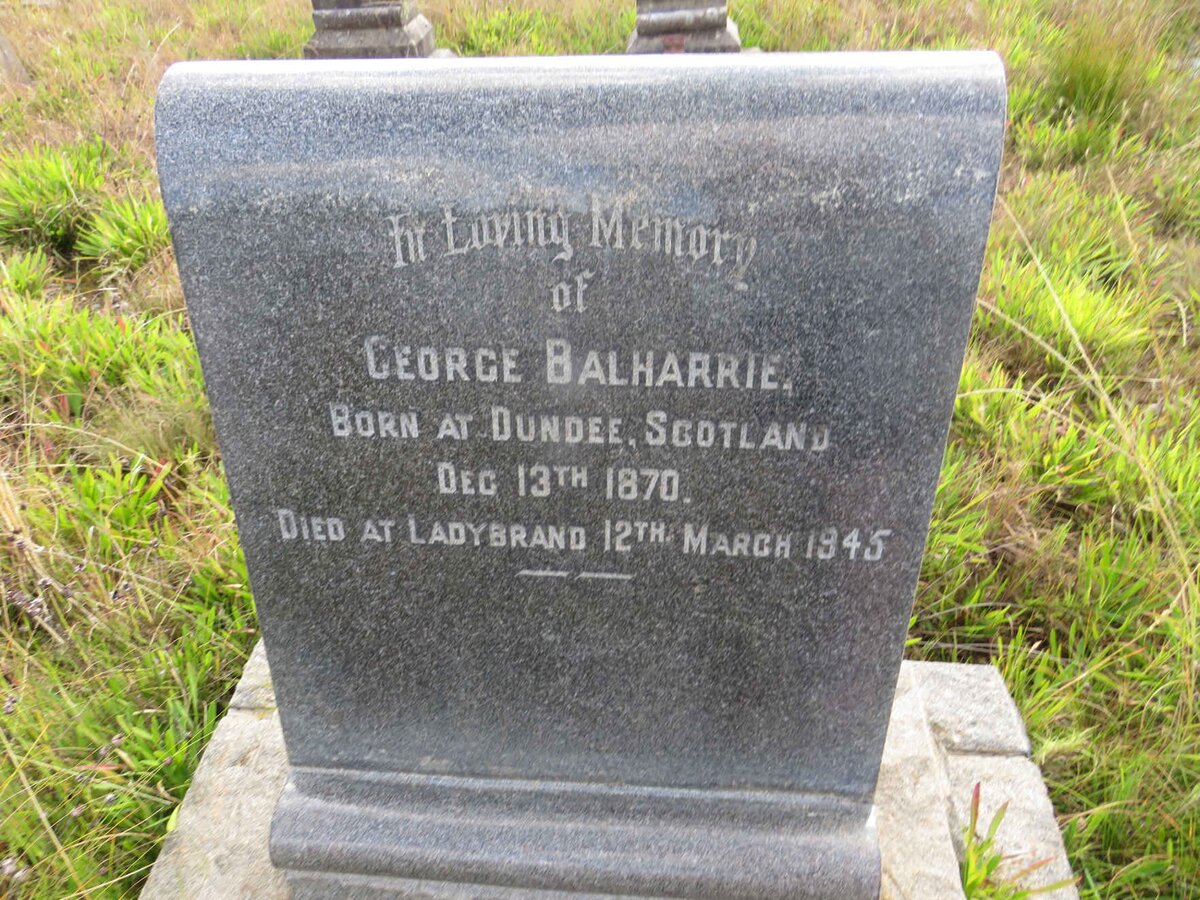 In Loving Memory
of
GEORGE BALHARRIE,
BORN AT DUNDEE, SCOTLAND
DEC 13TH 1870.
DIED AT LADYBRAND 12TH MARCH 1945